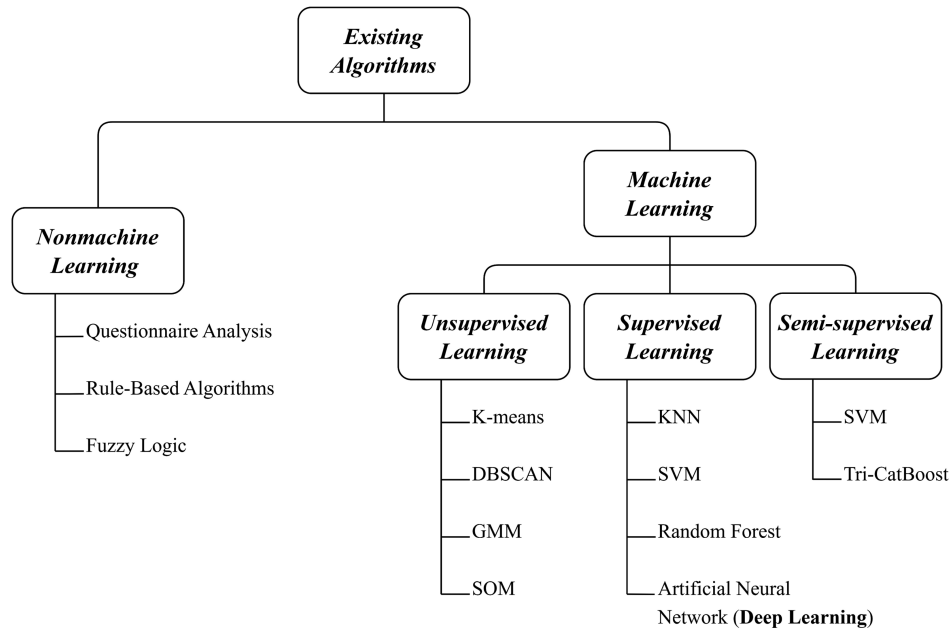 Existing
Algorithms
Machine
Learning
Nonmachine
Learning
Questionnaire Analysis
Rule-Based Algorithms
Fuzzy Logic
Unsupervised
Learning
K-means
DBSCAN
GMM
SOM
Supervised
Learning
KNN
SVM
Random Forest
Artificial Neural
Network (Deep Learning)
Semi-supervised
Learning
SVM
Tri-CatBoost